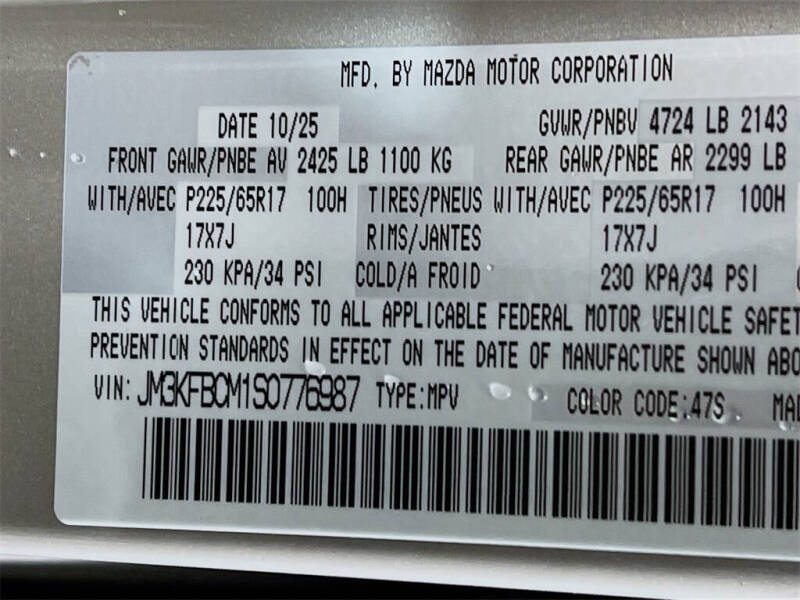 MFD. BY MAZDA MOTOR CORPORATION
DATE 10/25 GVWR/PNBV 4724 LB 2143
FRONT GAWR/PNBE AV 2425 LB 1100 KG REAR GAWR/PNBE AR 2299 LB
WITH/AVEC P225/65R17 100H TIRES/PNEUS WITH/AVEC P225/65R17 100H
17X7J RIMS/JANTES 17X7J
230 KPA/34 PSI COLD/A FROID 230 KPA/34 PSI
THIS VEHICLE CONFORMS TO ALL APPLICABLE FEDERAL MOTOR VEHICLE SAFET
PREVENTION STANDARDS IN EFFECT ON THE DATE OF MANUFACTURE SHOWN ABO
VIN: JM3KFBCM1S0776987 TYPE:MPV COLOR CODE:47S MAD